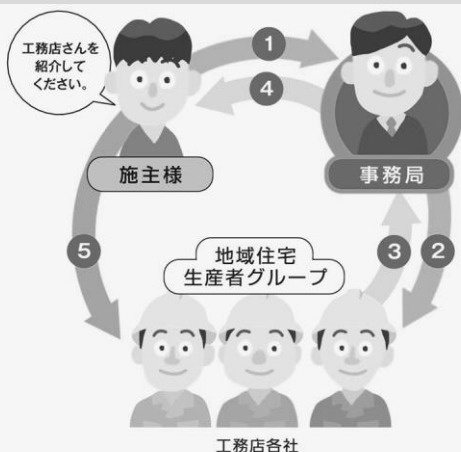 工務店さんを
紹介して
ください。
1
4
施主様
事務局
5
地域住宅
生産者グループ
3
2
工務店各社